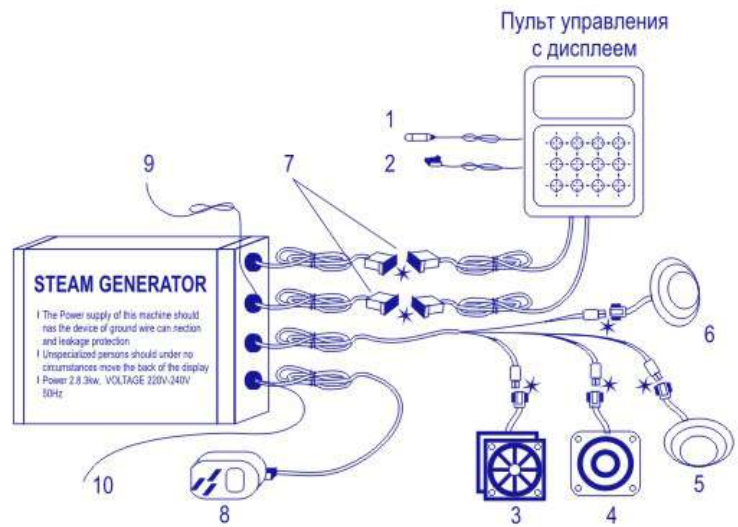 Пульт управления
с дисплеем
1
2
9
7
STEAM GENERATOR
I The Power supply of this machine should
nas the device of ground wire can nection
and leakage protection
I Unspecialized persons should under no
circumstances move the back of the display
I Power 2.8.3kw, VOLTAGE 220V-240V
50Hz
6
10
8
3
4
5